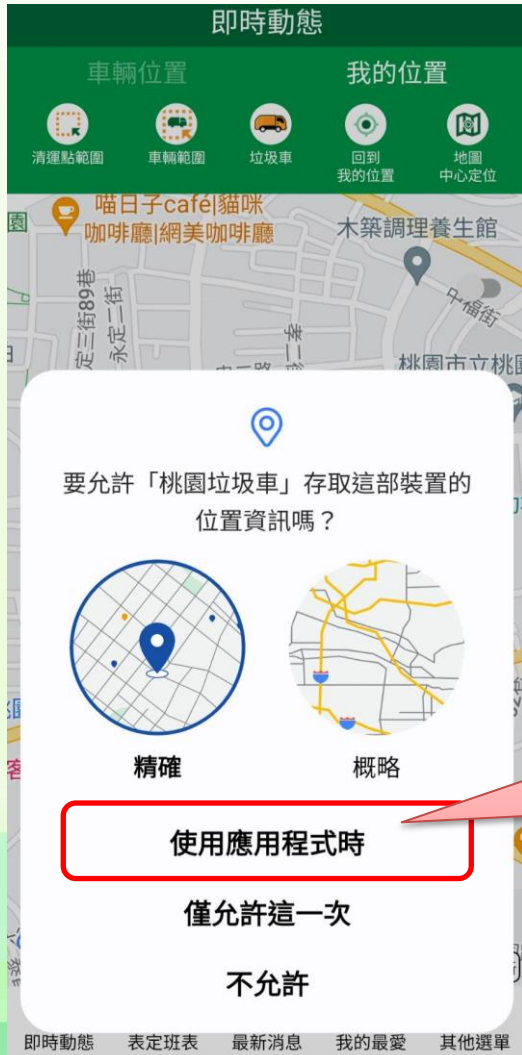 即時動態
車輛位置
我的位置
清運點範圍
車輛範圍
垃圾車
回到
我的位置
地圖
中心定位
園
喵日子café|貓咪
咖啡廳|網美咖啡廳
木築調理養生館
定三街89巷
永定二街
孝二街
中福街
桃園市立桃園
要允許「桃園垃圾車」存取這部裝置的
位置資訊嗎？
精確
概略
使用應用程式時
僅允許這一次
不允許
即時動態
表定班表
最新消息
我的最愛
其他選單